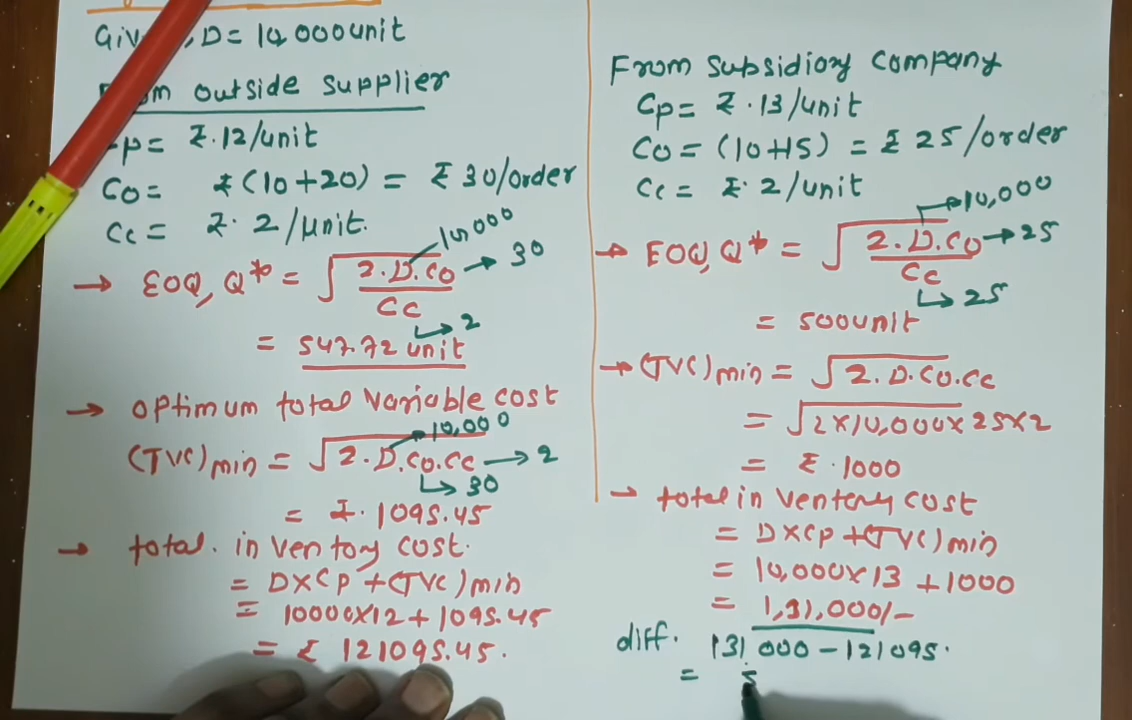 D = 10,000 unit
outside supplier
= ₹.12/unit
Co = ₹(10+20) = ₹30/order
Cc = ₹. 2/unit.
→ EOQ, Q* = √2.D.Co → 30
10,000
Cc
↳ 2
= 547.72 unit
→ optimum total variable cost
10,000
(TVC)min = √2.D.Co.Cc → 2
↳ 30
= ₹.1095.45
→ total. inventory cost.
= D×Cp + (TVC)min
= 10000×12 + 1095.45
= ₹ 121095.45.
From subsidiory company
Cp = ₹.13/unit
Co = (10+15) = ₹ 25/order
Cc = ₹. 2/unit
10,000
→ EOQ, Q* = √2.D.Co → 25
Cc
↳ 25
= 500unit
→ (TVC)min = √2.D.Co.Cc
= √2×10,000×25×2
= ₹.1000
→ total inventory cost
= D×Cp + (TVC)min
= 10,000×13 + 1000
= 1,31,000/-
diff. 131000 - 121095.
=